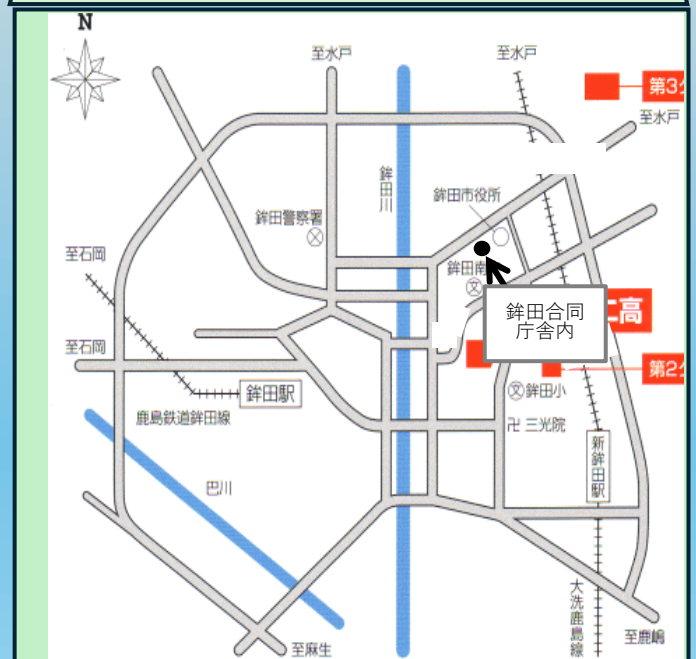 N
至水戸
至水戸
第3
至水戸
鉾田川
鉾田市役所
鉾田警察署
至石岡
鉾田南
文
鉾田合同
庁舎内
高
至石岡
第2
鉾田駅
文鉾田小
鹿島鉄道鉾田線
卍三光院
新鉾田駅
巴川
大洗鹿島線
至鹿嶋
至麻生